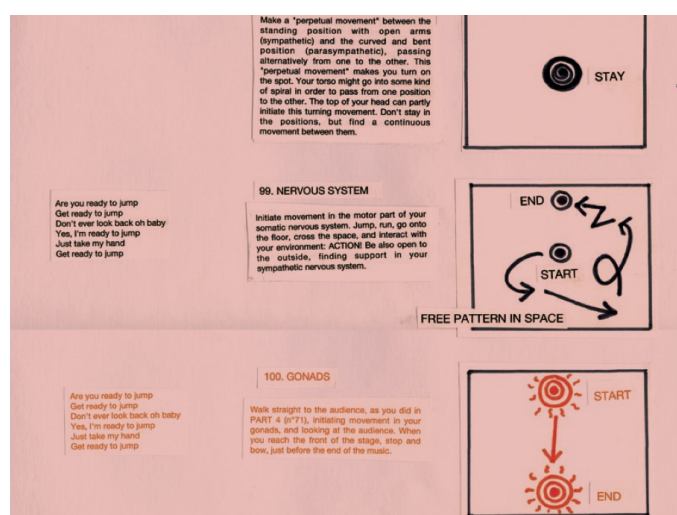 Make a "perpetual movement" between the
standing position with open arms
(sympathetic) and the curved and bent
position (parasympathetic), passing
alternatively from one to the other. This
"perpetual movement" makes you turn on
the spot. Your torso might go into some kind
of spiral in order to pass from one position
to the other. The top of your head can partly
initiate this turning movement. Don't stay in
the positions, but find a continuous
movement between them.
STAY
Are you ready to jump
Get ready to jump
Don't ever look back oh baby
Yes, I'm ready to jump
Just take my hand
Get ready to jump
99. NERVOUS SYSTEM
Initiate movement in the motor part of your
somatic nervous system. Jump, run, go onto
the floor, cross the space, and interact with
your environment: ACTION! Be also open to
the outside, finding support in your
sympathetic nervous system.
END
START
FREE PATTERN IN SPACE
Are you ready to jump
Get ready to jump
Don't ever look back oh baby
Yes, I'm ready to jump
Just take my hand
Get ready to jump
100. GONADS
Walk straight to the audience, as you did in
PART 4 (n°71), initiating movement in your
gonads, and looking at the audience. When
you reach the front of the stage, stop and
bow, just before the end of the music.
START
END